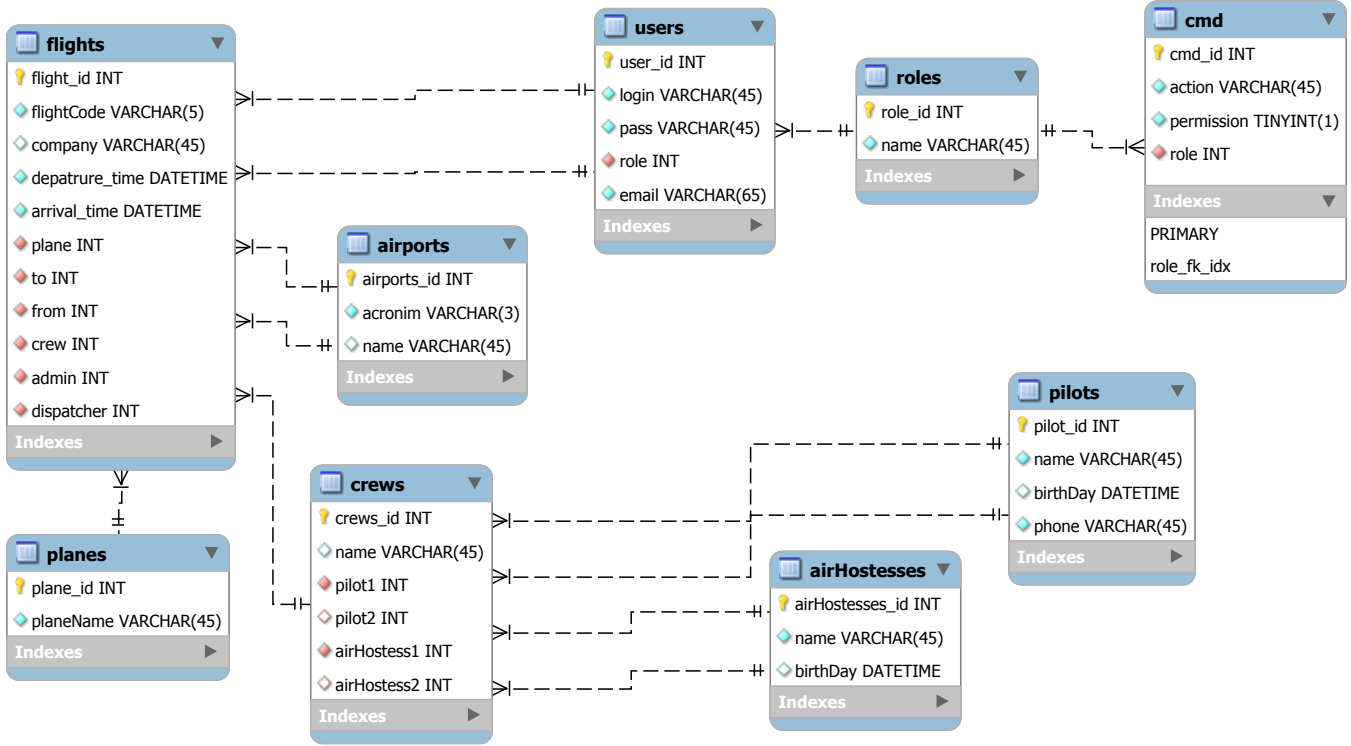 flights
flight_id INT
flightCode VARCHAR(5)
company VARCHAR(45)
depatrure_time DATETIME
arrival_time DATETIME
plane INT
to INT
from INT
crew INT
admin INT
dispatcher INT
Indexes
users
user_id INT
login VARCHAR(45)
pass VARCHAR(45)
role INT
email VARCHAR(65)
Indexes
roles
role_id INT
name VARCHAR(45)
Indexes
cmd
cmd_id INT
action VARCHAR(45)
permission TINYINT(1)
role INT
Indexes
PRIMARY
role_fk_idx
airports
airports_id INT
acronim VARCHAR(3)
name VARCHAR(45)
Indexes
pilots
pilot_id INT
name VARCHAR(45)
birthDay DATETIME
phone VARCHAR(45)
Indexes
crews
crews_id INT
name VARCHAR(45)
pilot1 INT
pilot2 INT
airHostess1 INT
airHostess2 INT
Indexes
planes
plane_id INT
planeName VARCHAR(45)
Indexes
airHostesses
airHostesses_id INT
name VARCHAR(45)
birthDay DATETIME
Indexes